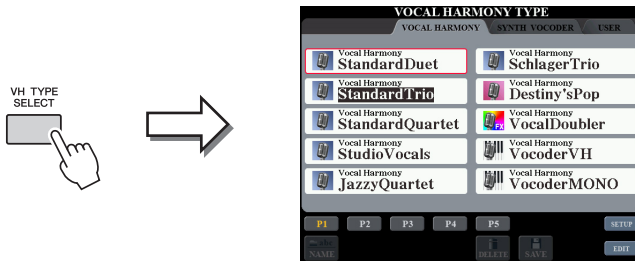 VH TYPE
SELECT
VOCAL HARMONY TYPE
VOCAL HARMONY SYNTH VOCODER USER
Vocal Harmony
StandardDuet
Vocal Harmony
SchlagerTrio
Vocal Harmony
StandardTrio
Vocal Harmony
Destiny'sPop
Vocal Harmony
StandardQuartet
Vocal Harmony
VocalDoubler
FX
Vocal Harmony
StudioVocals
Vocal Harmony
VocoderVH
Vocal Harmony
JazzyQuartet
Vocal Harmony
VocoderMONO
P1 P2 P3 P4 P5 SETUP
NAME DELETE SAVE EDIT